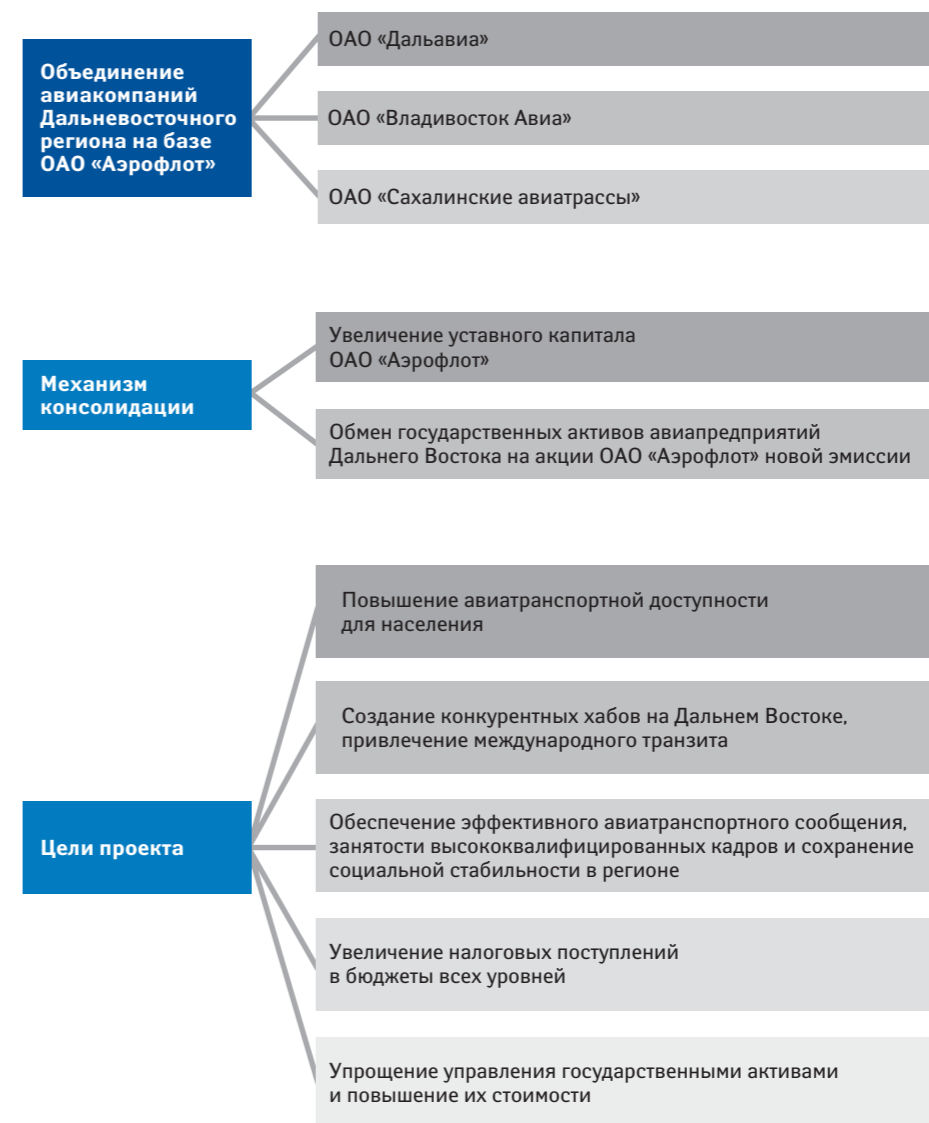 Объединение
авиакомпаний
Дальневосточного
региона на базе
ОАО «Аэрофлот»
ОАО «Дальавиа»
ОАО «Владивосток Авиа»
ОАО «Сахалинские авиатрассы»
Механизм
консолидации
Увеличение уставного капитала
ОАО «Аэрофлот»
Обмен государственных активов авиапредприятий
Дальнего Востока на акции ОАО «Аэрофлот» новой эмиссии
Цели проекта
Повышение авиатранспортной доступности
для населения
Создание конкурентных хабов на Дальнем Востоке,
привлечение международного транзита
Обеспечение эффективного авиатранспортного сообщения,
занятости высококвалифицированных кадров и сохранение
социальной стабильности в регионе
Увеличение налоговых поступлений
в бюджеты всех уровней
Упрощение управления государственными активами
и повышение их стоимости